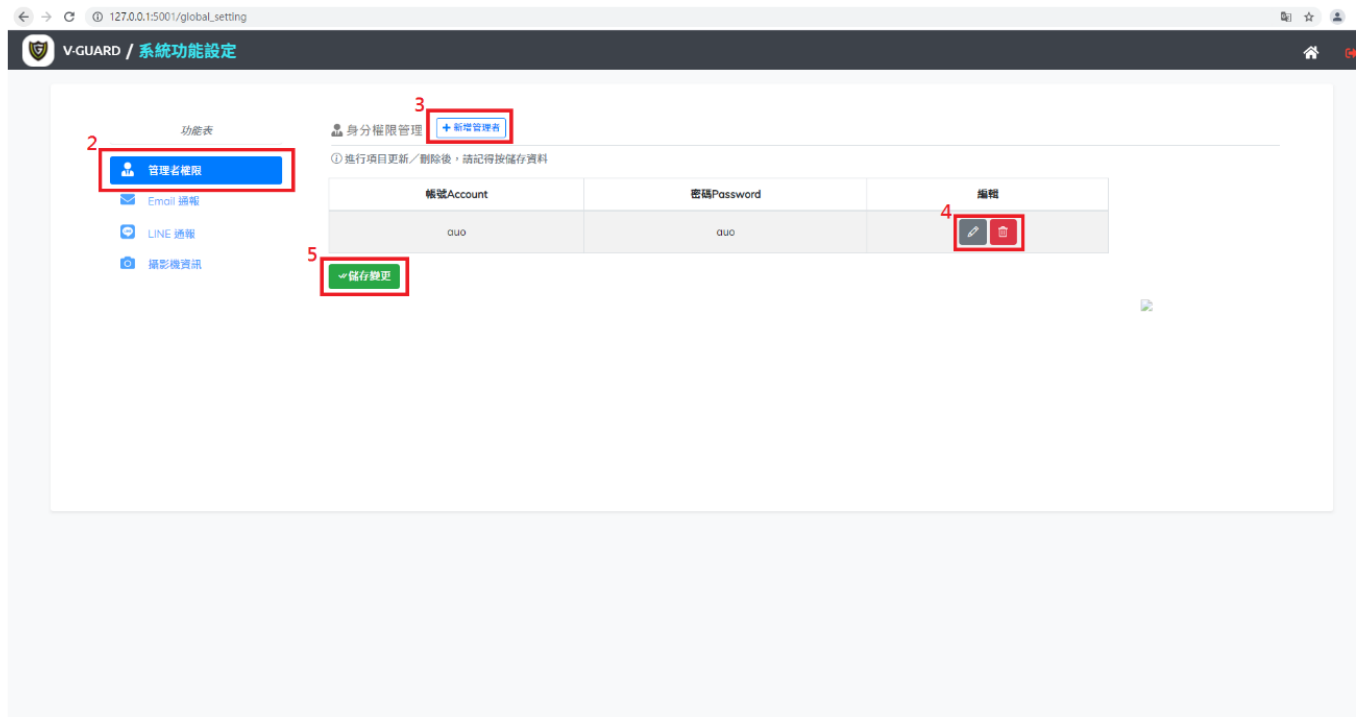 127.0.0.1:5001/global_setting
V-GUARD / 系統功能設定
3
功能表
身分權限管理 + 新增管理者
2
ⓘ 進行項目更新／刪除後，請記得按儲存資料
管理者權限
帳號Account 密碼Password 編輯
Email 通報
4
LINE 通報
auo auo
5
攝影機資訊
儲存變更